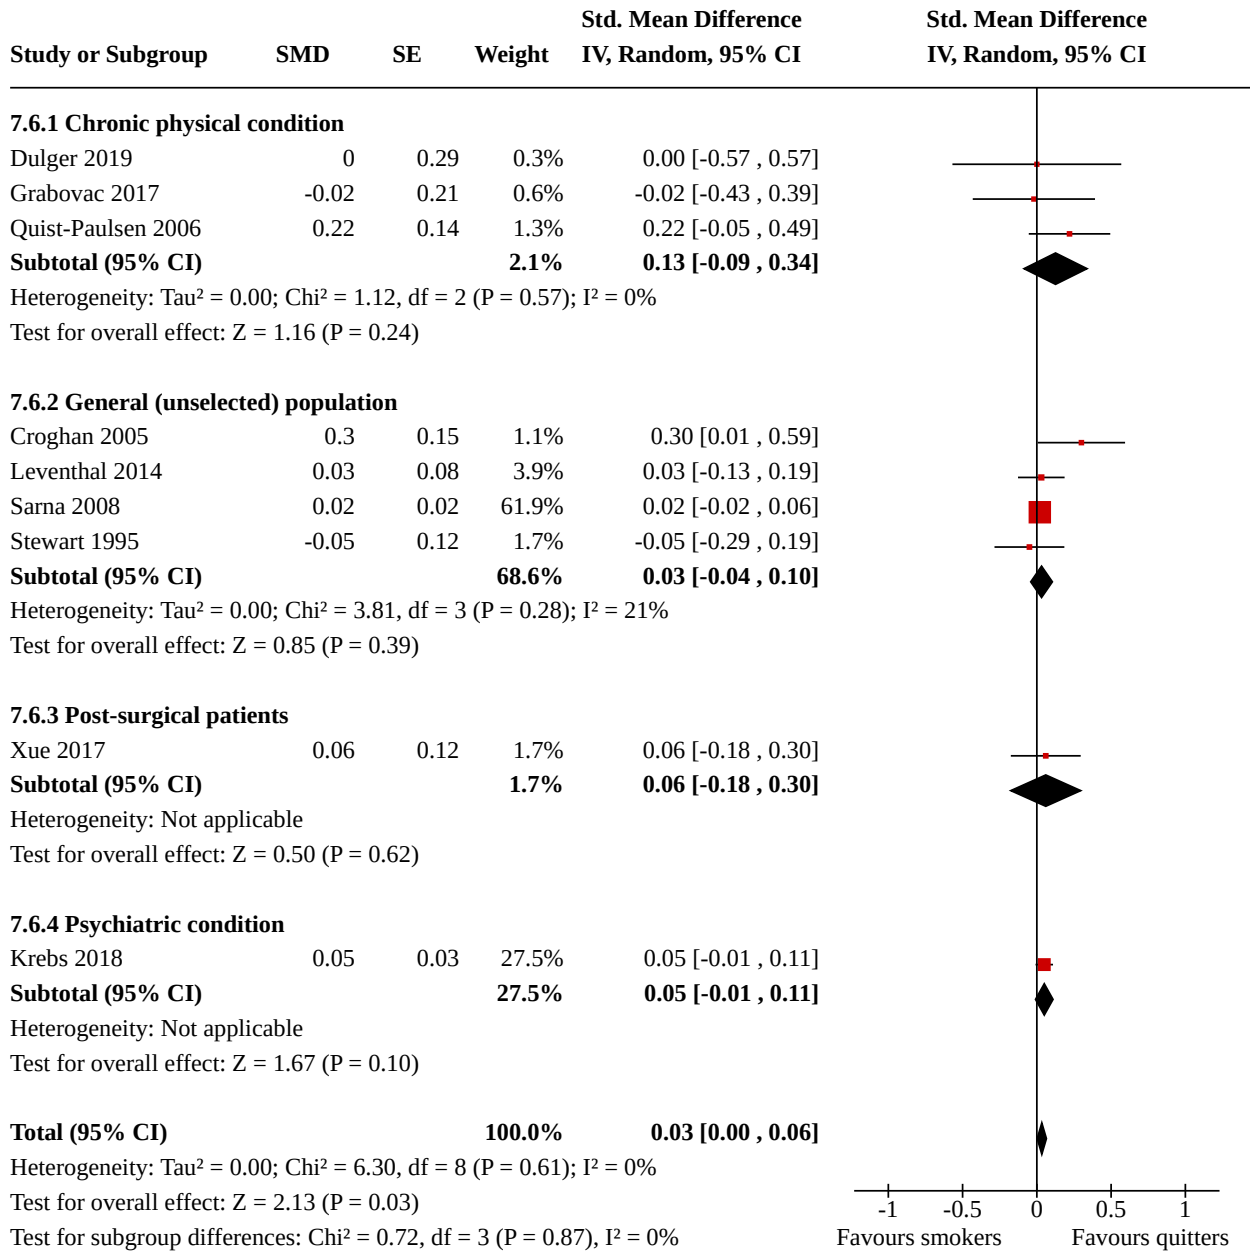 Std. Mean Difference Std. Mean Difference
Study or Subgroup SMD SE Weight IV, Random, 95% CI IV, Random, 95% CI
7.6.1 Chronic physical condition
Dulger 2019 0 0.29 0.3% 0.00 [-0.57 , 0.57]
Grabovac 2017 -0.02 0.21 0.6% -0.02 [-0.43 , 0.39]
Quist-Paulsen 2006 0.22 0.14 1.3% 0.22 [-0.05 , 0.49]
Subtotal (95% CI) 2.1% 0.13 [-0.09 , 0.34]
Heterogeneity: Tau² = 0.00; Chi² = 1.12, df = 2 (P = 0.57); I² = 0%
Test for overall effect: Z = 1.16 (P = 0.24)
7.6.2 General (unselected) population
Croghan 2005 0.3 0.15 1.1% 0.30 [0.01 , 0.59]
Leventhal 2014 0.03 0.08 3.9% 0.03 [-0.13 , 0.19]
Sarna 2008 0.02 0.02 61.9% 0.02 [-0.02 , 0.06]
Stewart 1995 -0.05 0.12 1.7% -0.05 [-0.29 , 0.19]
Subtotal (95% CI) 68.6% 0.03 [-0.04 , 0.10]
Heterogeneity: Tau² = 0.00; Chi² = 3.81, df = 3 (P = 0.28); I² = 21%
Test for overall effect: Z = 0.85 (P = 0.39)
7.6.3 Post-surgical patients
Xue 2017 0.06 0.12 1.7% 0.06 [-0.18 , 0.30]
Subtotal (95% CI) 1.7% 0.06 [-0.18 , 0.30]
Heterogeneity: Not applicable
Test for overall effect: Z = 0.50 (P = 0.62)
7.6.4 Psychiatric condition
Krebs 2018 0.05 0.03 27.5% 0.05 [-0.01 , 0.11]
Subtotal (95% CI) 27.5% 0.05 [-0.01 , 0.11]
Heterogeneity: Not applicable
Test for overall effect: Z = 1.67 (P = 0.10)
Total (95% CI) 100.0% 0.03 [0.00 , 0.06]
Heterogeneity: Tau² = 0.00; Chi² = 6.30, df = 8 (P = 0.61); I² = 0%
Test for overall effect: Z = 2.13 (P = 0.03)
-1 -0.5 0 0.5 1
Test for subgroup differences: Chi² = 0.72, df = 3 (P = 0.87), I² = 0% Favours smokers Favours quitters